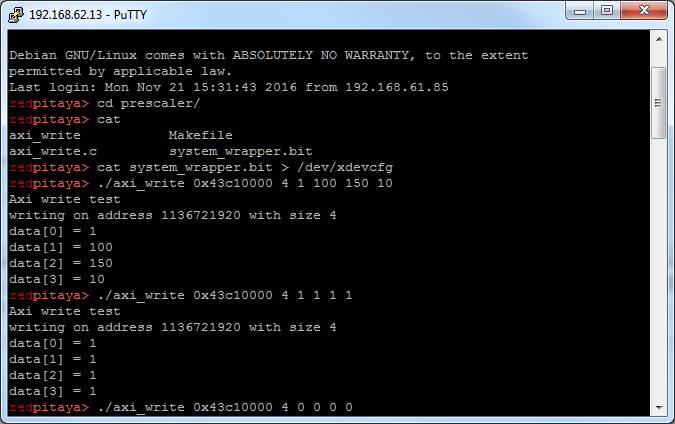 192.168.62.13 - PuTTY
Debian GNU/Linux comes with ABSOLUTELY NO WARRANTY, to the extent
permitted by applicable law.
Last login: Mon Nov 21 15:31:43 2016 from 192.168.61.85
redpitaya> cd prescaler/
redpitaya> cat
axi_write Makefile
axi_write.c system_wrapper.bit
redpitaya> cat system_wrapper.bit > /dev/xdevcfg
redpitaya> ./axi_write 0x43c10000 4 1 100 150 10
Axi write test
writing on address 1136721920 with size 4
data[0] = 1
data[1] = 100
data[2] = 150
data[3] = 10
redpitaya> ./axi_write 0x43c10000 4 1 1 1 1
Axi write test
writing on address 1136721920 with size 4
data[0] = 1
data[1] = 1
data[2] = 1
data[3] = 1
redpitaya> ./axi_write 0x43c10000 4 0 0 0 0